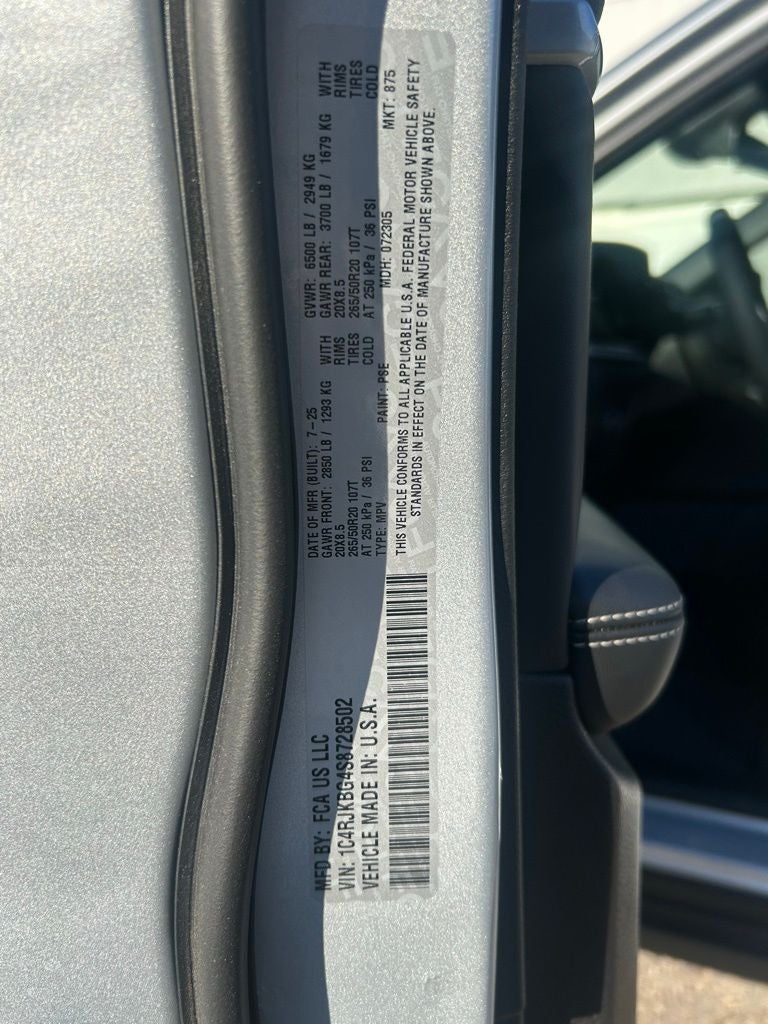 MFD BY: FCA US LLC
VIN: 1C4RJKBG4S8728502
VEHICLE MADE IN: U.S.A.
DATE OF MFR (BUILT): 7-25 GVWR: 6500 LB / 2949 KG
GAWR FRONT: 2850 LB / 1293 KG WITH GAWR REAR: 3700 LB / 1679 KG WITH
20X8.5 RIMS 20X8.5 RIMS
265/50R20 107T TIRES 265/50R20 107T TIRES
AT 250 kPa / 36 PSI COLD AT 250 kPa / 36 PSI COLD
TYPE: MPV PAINT: PSE MDH: 072305 MKT: 875
THIS VEHICLE CONFORMS TO ALL APPLICABLE U.S.A. FEDERAL MOTOR VEHICLE SAFETY
STANDARDS IN EFFECT ON THE DATE OF MANUFACTURE SHOWN ABOVE.